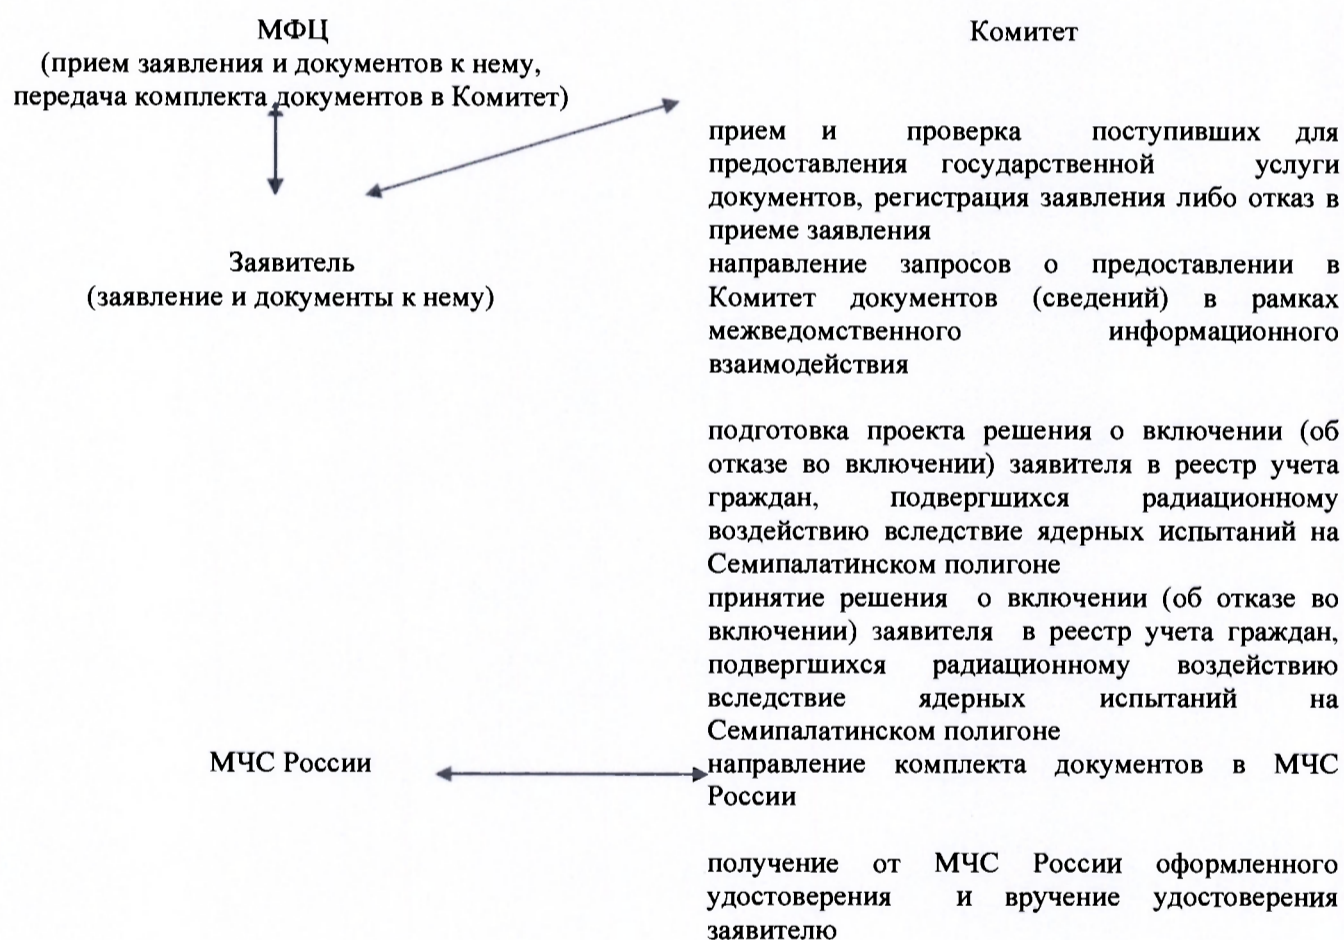 МФЦ
(прием заявления и документов к нему,
передача комплекта документов в Комитет)
Заявитель
(заявление и документы к нему)
МЧС России
Комитет
прием и проверка поступивших для
предоставления государственной услуги
документов, регистрация заявления либо отказ в
приеме заявления
направление запросов о предоставлении в
Комитет документов (сведений) в рамках
межведомственного информационного
взаимодействия
подготовка проекта решения о включении (об
отказе во включении) заявителя в реестр учета
граждан, подвергшихся радиационному
воздействию вследствие ядерных испытаний на
Семипалатинском полигоне
принятие решения о включении (об отказе во
включении) заявителя в реестр учета граждан,
подвергшихся радиационному воздействию
вследствие ядерных испытаний на
Семипалатинском полигоне
направление комплекта документов в МЧС
России
получение от МЧС России оформленного
удостоверения и вручение удостоверения
заявителю